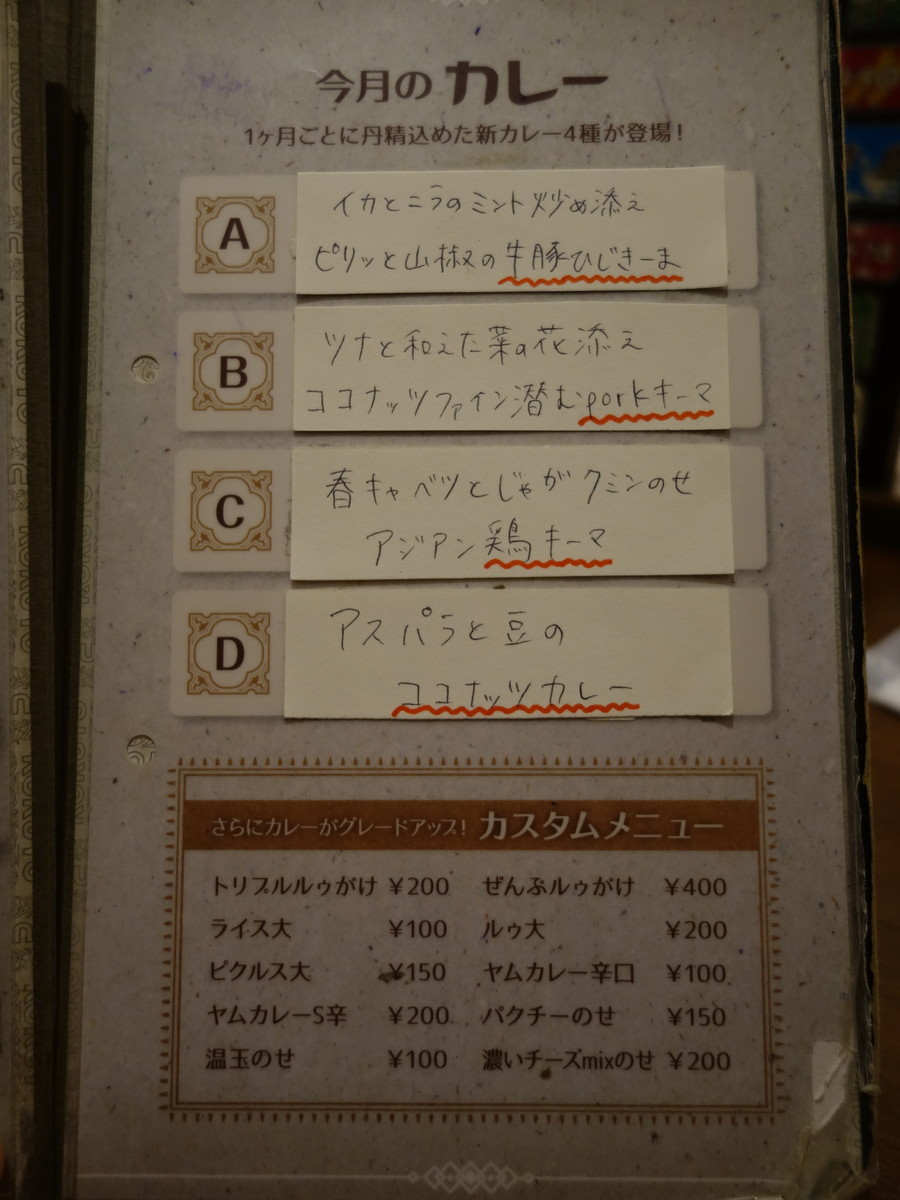 今月の カレー
1ヶ月ごとに丹精込めた新カレー4種が登場!
A
イカとニラのミント炒め添え
ピリッと山椒の牛豚ひじきーま
B
ツナと和えた菜の花添え
ココナッツファイン潜むporkキーマ
C
春キャベツとじゃがクミンのせ
アジアン鶏キーマ
D
アスパラと豆の
ココナッツカレー
さらにカレーがグレードアップ! カスタムメニュー
トリプルルゥがけ ¥200 ぜんぶルゥがけ ¥400
ライス大 ¥100 ルゥ大 ¥200
ピクルス大 ¥150 ヤムカレー辛口 ¥100
ヤムカレーS辛 ¥200 パクチーのせ ¥150
温玉のせ ¥100 濃いチーズmixのせ ¥200